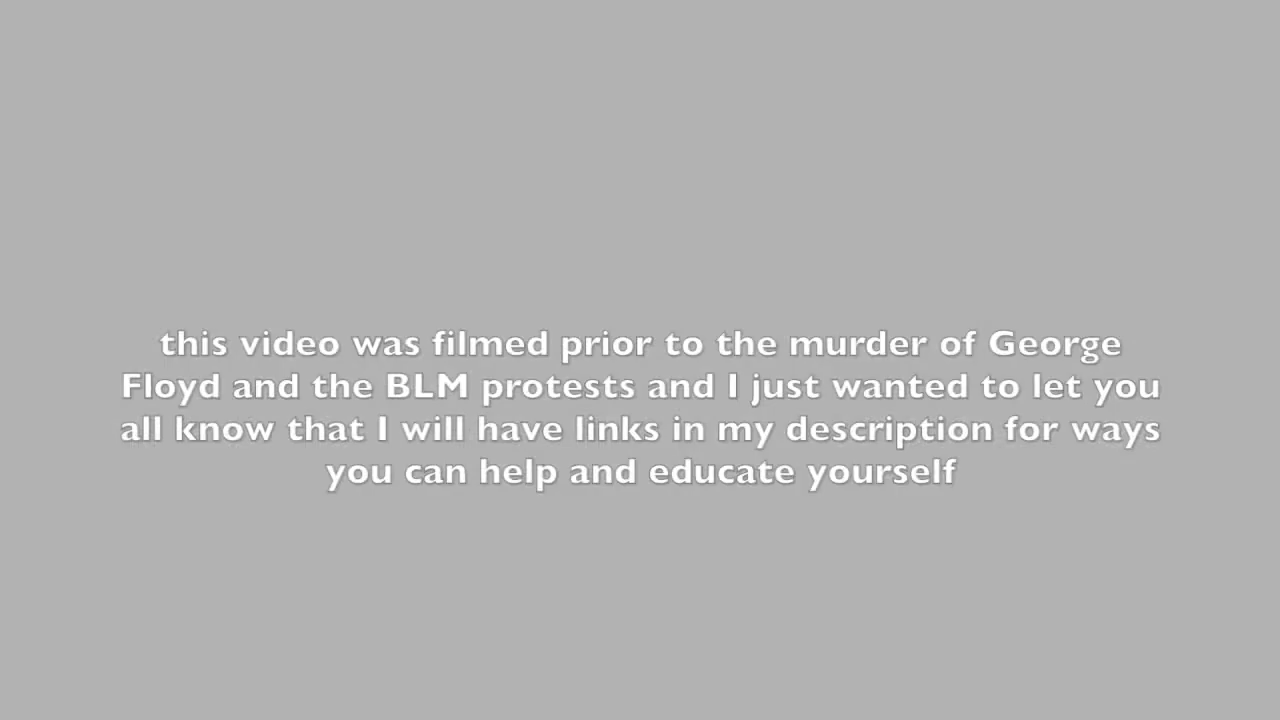 this video was filmed prior to the murder of George
Floyd and the BLM protests and I just wanted to let you
all know that I will have links in my description for ways
you can help and educate yourself